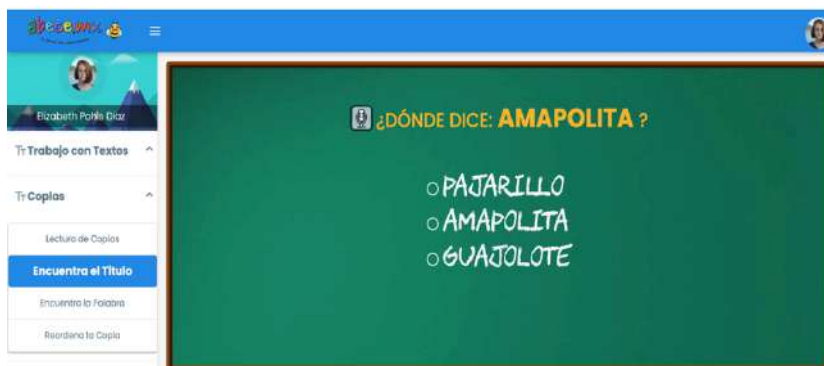 Elizabeth Pohls Díaz
Trabajo con Textos
Coplas
Lectura de Coplas
Encuentra el Título
Encuentra la Palabra
Reordena la Copla
¿DÓNDE DICE: AMAPOLITA ?
PAJARILLO
AMAPOLITA
GUAJOLOTE